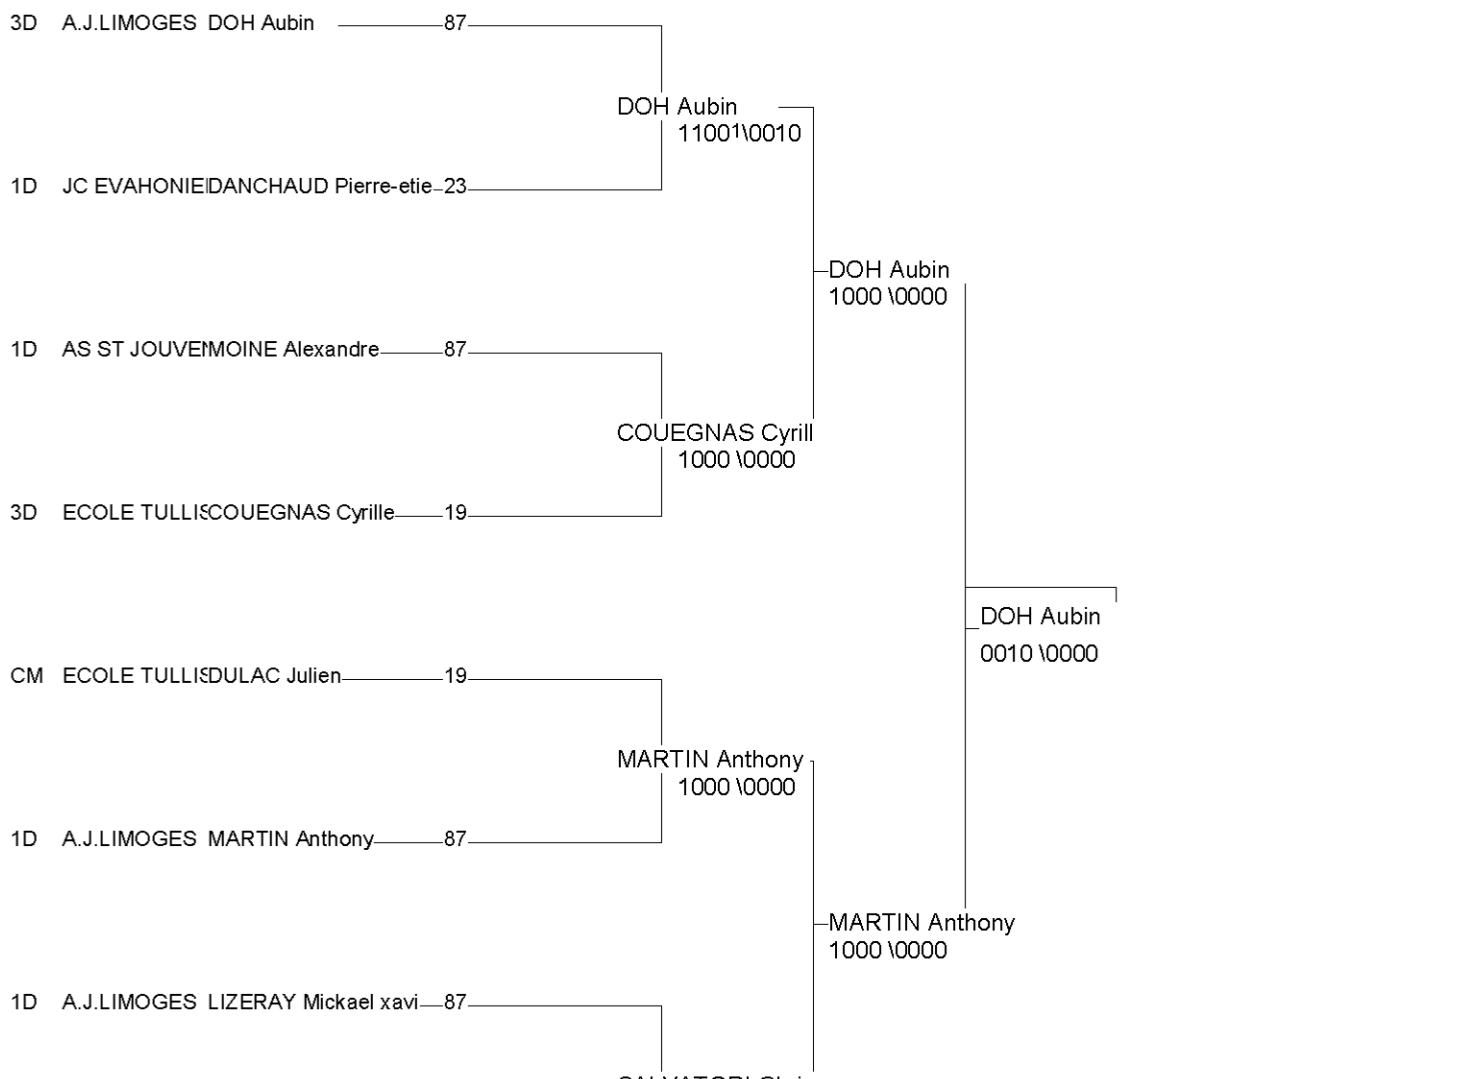 3D A.J.LIMOGES DOH Aubin 87
DOH Aubin
11001\0010
1D JC EVAHONIE DANCHAUD Pierre-etie 23
DOH Aubin
1000 \0000
1D AS ST JOUVEN MOINE Alexandre 87
COUEGNAS Cyrill
1000 \0000
3D ECOLE TULLIS COUEGNAS Cyrille 19
DOH Aubin
0010 \0000
CM ECOLE TULLIS DULAC Julien 19
MARTIN Anthony
1000 \0000
1D A.J.LIMOGES MARTIN Anthony 87
MARTIN Anthony
1000 \0000
1D A.J.LIMOGES LIZERAY Mickael xavi 87